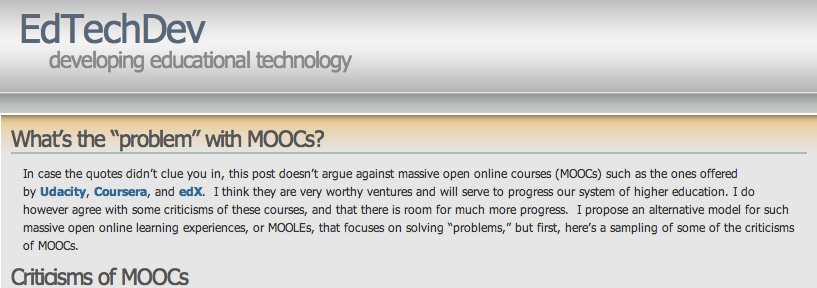 EdTechDev
developing educational technology
What's the “problem” with MOOCs?
In case the quotes didn't clue you in, this post doesn't argue against massive open online courses (MOOCs) such as the ones offered
by Udacity, Coursera, and edX.  I think they are very worthy ventures and will serve to progress our system of higher education. I do
however agree with some criticisms of these courses, and that there is room for much more progress.  I propose an alternative model for such
massive open online learning experiences, or MOOLEs, that focuses on solving “problems,” but first, here's a sampling of some of the criticisms
of MOOCs.
Criticisms of MOOCs